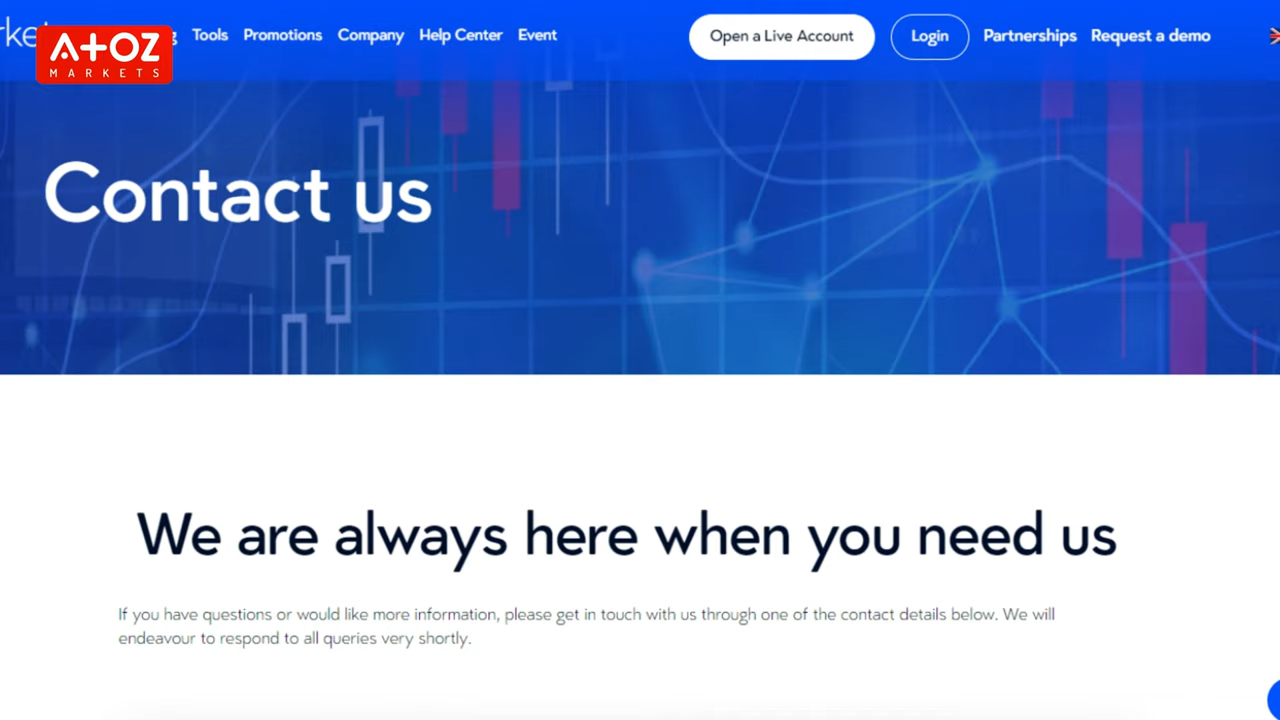 A+OZ
MARKETS
Tools Promotions Company Help Center Event
Open a Live Account Login Partnerships Request a demo
Contact us
We are always here when you need us
If you have questions or would like more information, please get in touch with us through one of the contact details below. We will
endeavour to respond to all queries very shortly.